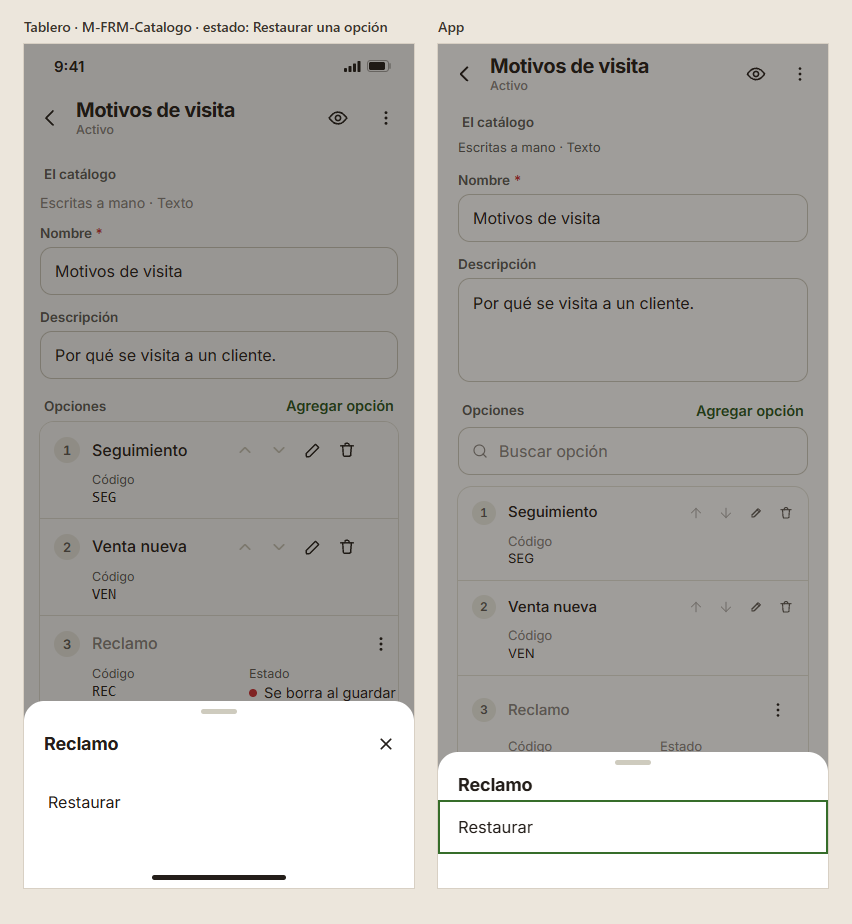 Tablero · M-FRM-Catalogo · estado: Restaurar una opción
9:41
Motivos de visita
Activo
El catálogo
Escritas a mano · Texto
Nombre *
Motivos de visita
Descripción
Por qué se visita a un cliente.
Opciones
Agregar opción
1 Seguimiento
Código
SEG
2 Venta nueva
Código
VEN
3 Reclamo
Código Estado
REC Se borra al guardar
Reclamo
Restaurar
App
Motivos de visita
Activo
El catálogo
Escritas a mano · Texto
Nombre *
Motivos de visita
Descripción
Por qué se visita a un cliente.
Opciones
Agregar opción
Buscar opción
1 Seguimiento
Código
SEG
2 Venta nueva
Código
VEN
3 Reclamo
Código Estado
Reclamo
Restaurar